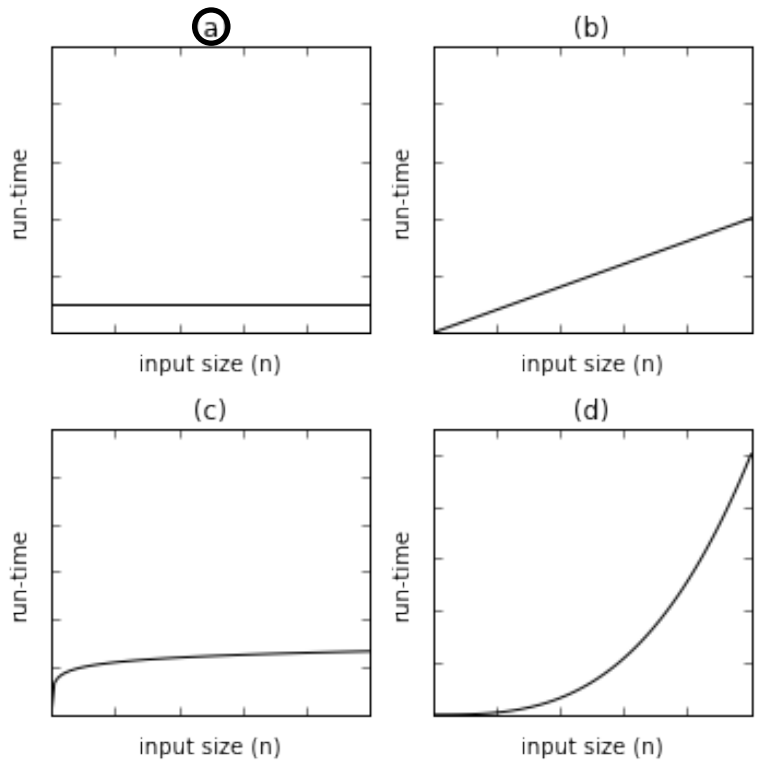 a
(b)
run-time
run-time
input size (n)
input size (n)
(c)
(d)
run-time
run-time
input size (n)
input size (n)